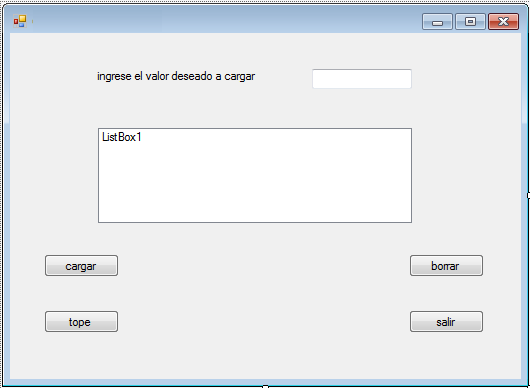 ingrese el valor deseado a cargar
ListBox1
cargar
borrar
tope
salir